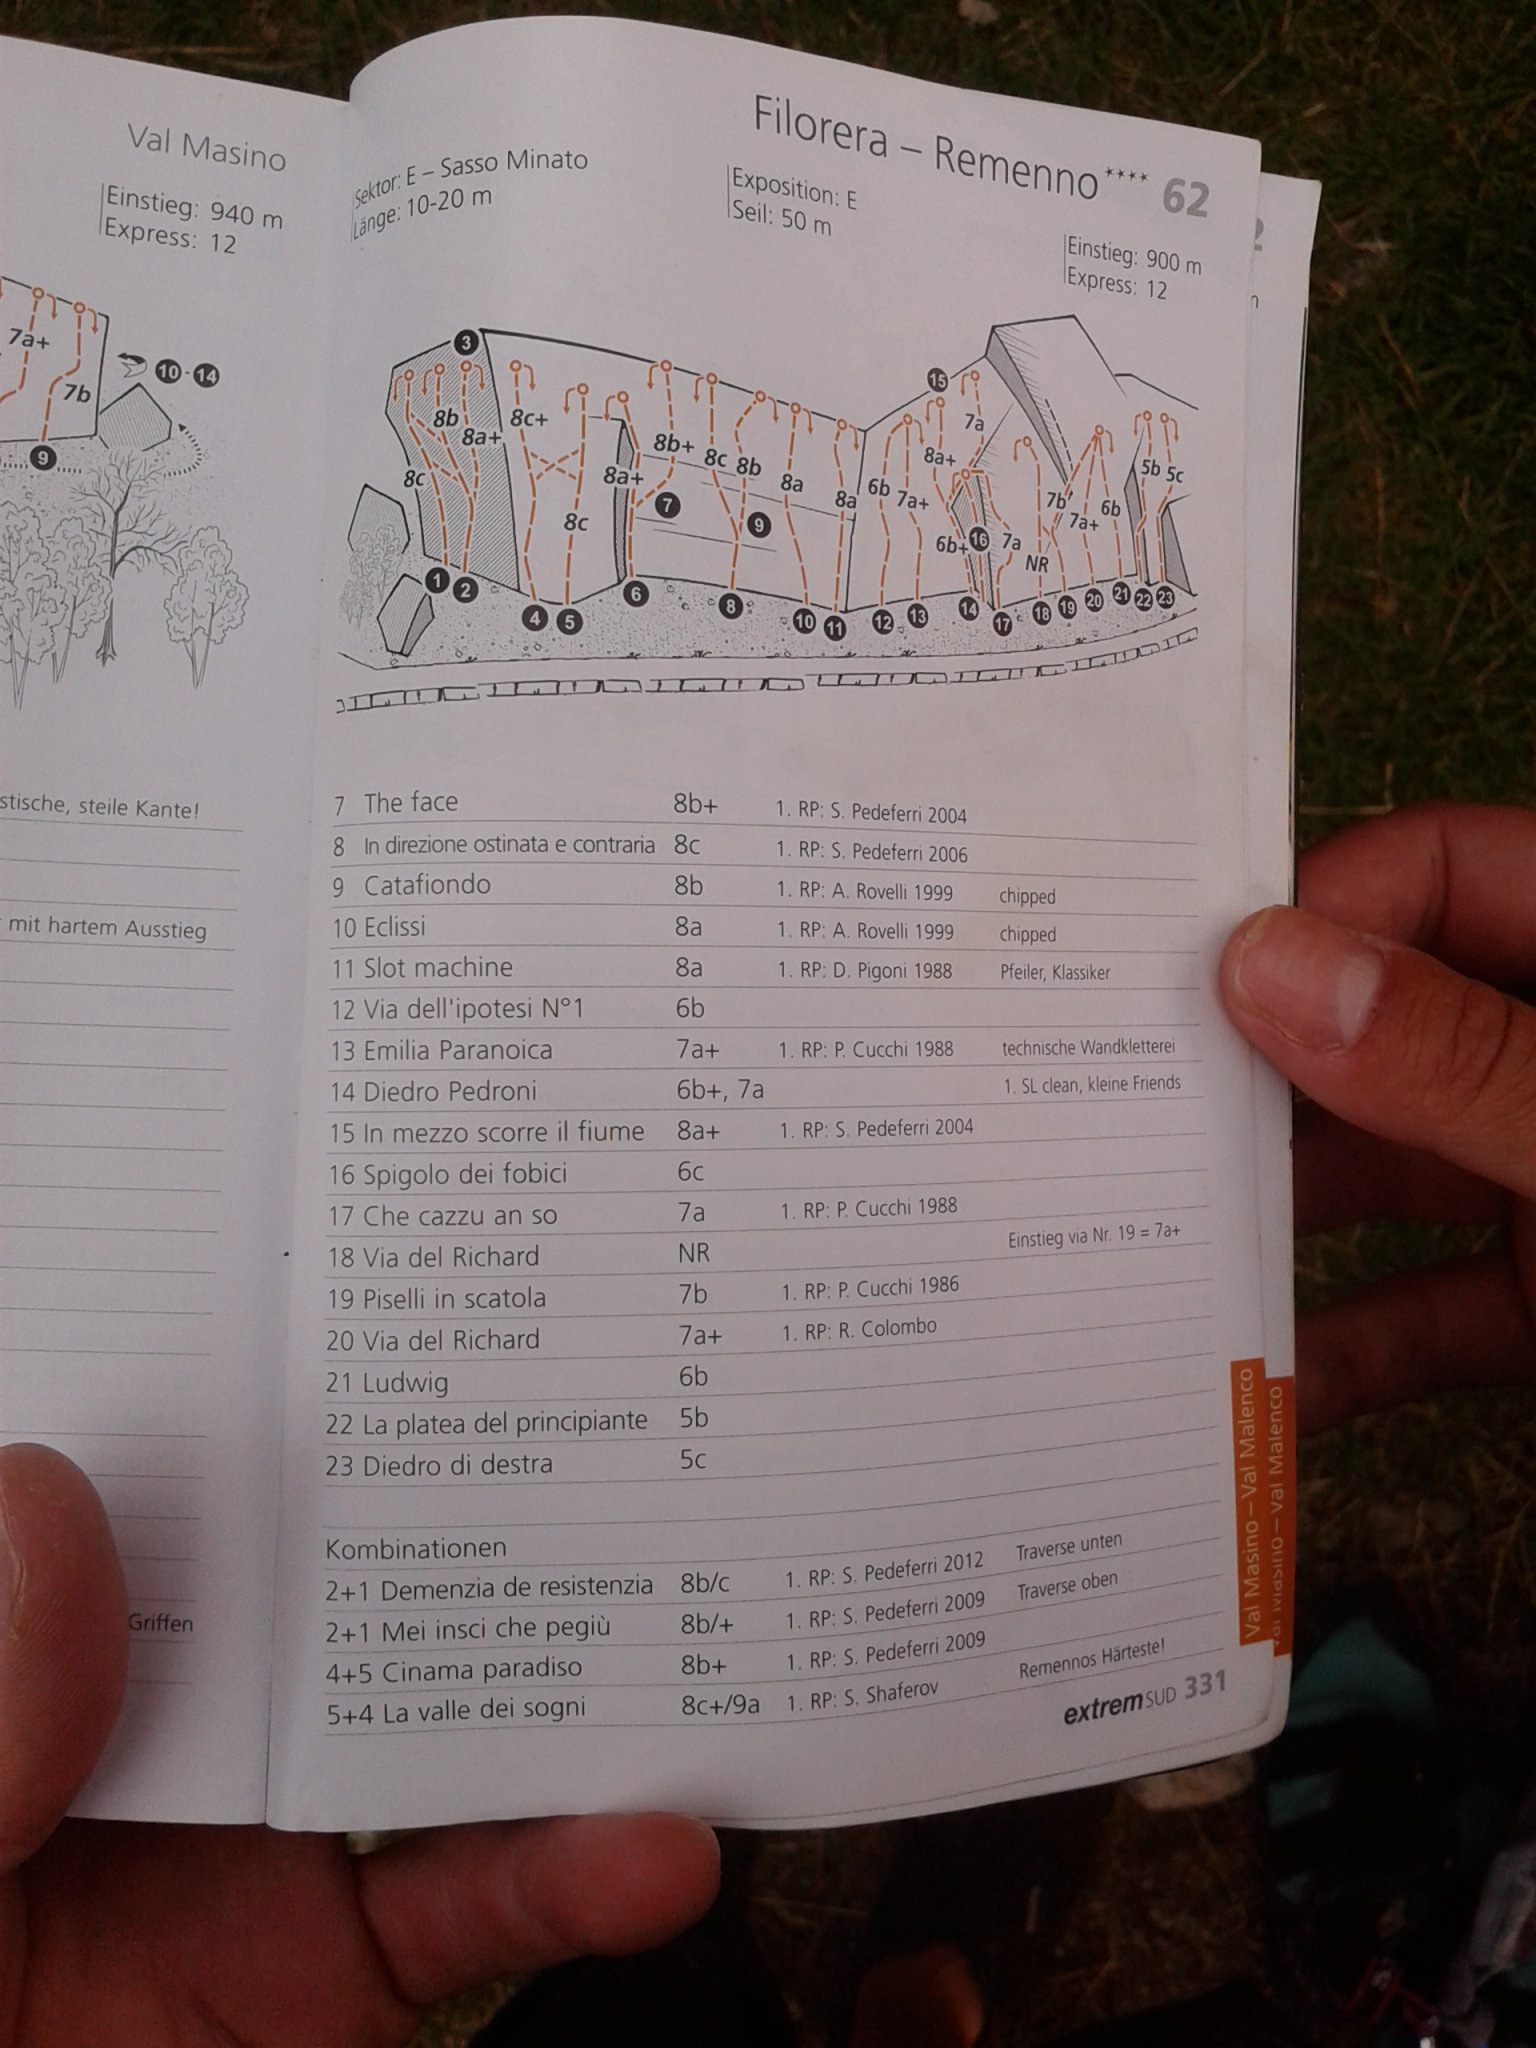 Val Masino
Einstieg: 940 m
Express: 12
7a+
7b
10 - 14
9
stische, steile Kante!
mit hartem Ausstieg
Griffen
Filorera – Remenno**** 62
Sektor: E – Sasso Minato
Länge: 10-20 m
Exposition: E
Seil: 50 m
Einstieg: 900 m
Express: 12
3
15
8b
8a+
8c+
8c
8c
8a+
8b+
8c
8b
8a
8a
6b
7a+
8a+
7a
6b+
16
7a
NR
7b
7a+
6b
5b
5c
7
9
1
2
4
5
6
8
10
11
12
13
14
17
18
19
20
21
22
23
7 The face 8b+ 1. RP: S. Pedeferri 2004
8 In direzione ostinata e contraria 8c 1. RP: S. Pedeferri 2006
9 Catafiondo 8b 1. RP: A. Rovelli 1999 chipped
10 Eclissi 8a 1. RP: A. Rovelli 1999 chipped
11 Slot machine 8a 1. RP: D. Pigoni 1988 Pfeiler, Klassiker
12 Via dell'ipotesi N°1 6b
13 Emilia Paranoica 7a+ 1. RP: P. Cucchi 1988 technische Wandkletterei
14 Diedro Pedroni 6b+, 7a 1. SL clean, kleine Friends
15 In mezzo scorre il fiume 8a+ 1. RP: S. Pedeferri 2004
16 Spigolo dei fobici 6c
17 Che cazzu an so 7a 1. RP: P. Cucchi 1988
18 Via del Richard NR Einstieg via Nr. 19 = 7a+
19 Piselli in scatola 7b 1. RP: P. Cucchi 1986
20 Via del Richard 7a+ 1. RP: R. Colombo
21 Ludwig 6b
22 La platea del principiante 5b
23 Diedro di destra 5c
Kombinationen
2+1 Demenzia de resistenzia 8b/c 1. RP: S. Pedeferri 2012 Traverse unten
2+1 Mei insci che pegiù 8b/+ 1. RP: S. Pedeferri 2009 Traverse oben
4+5 Cinama paradiso 8b+ 1. RP: S. Pedeferri 2009
5+4 La valle dei sogni 8c+/9a 1. RP: S. Shaferov Remennos Härteste!
extremSUD 331
Val Masino – Val Malenco
Val Masino – Val Malenco